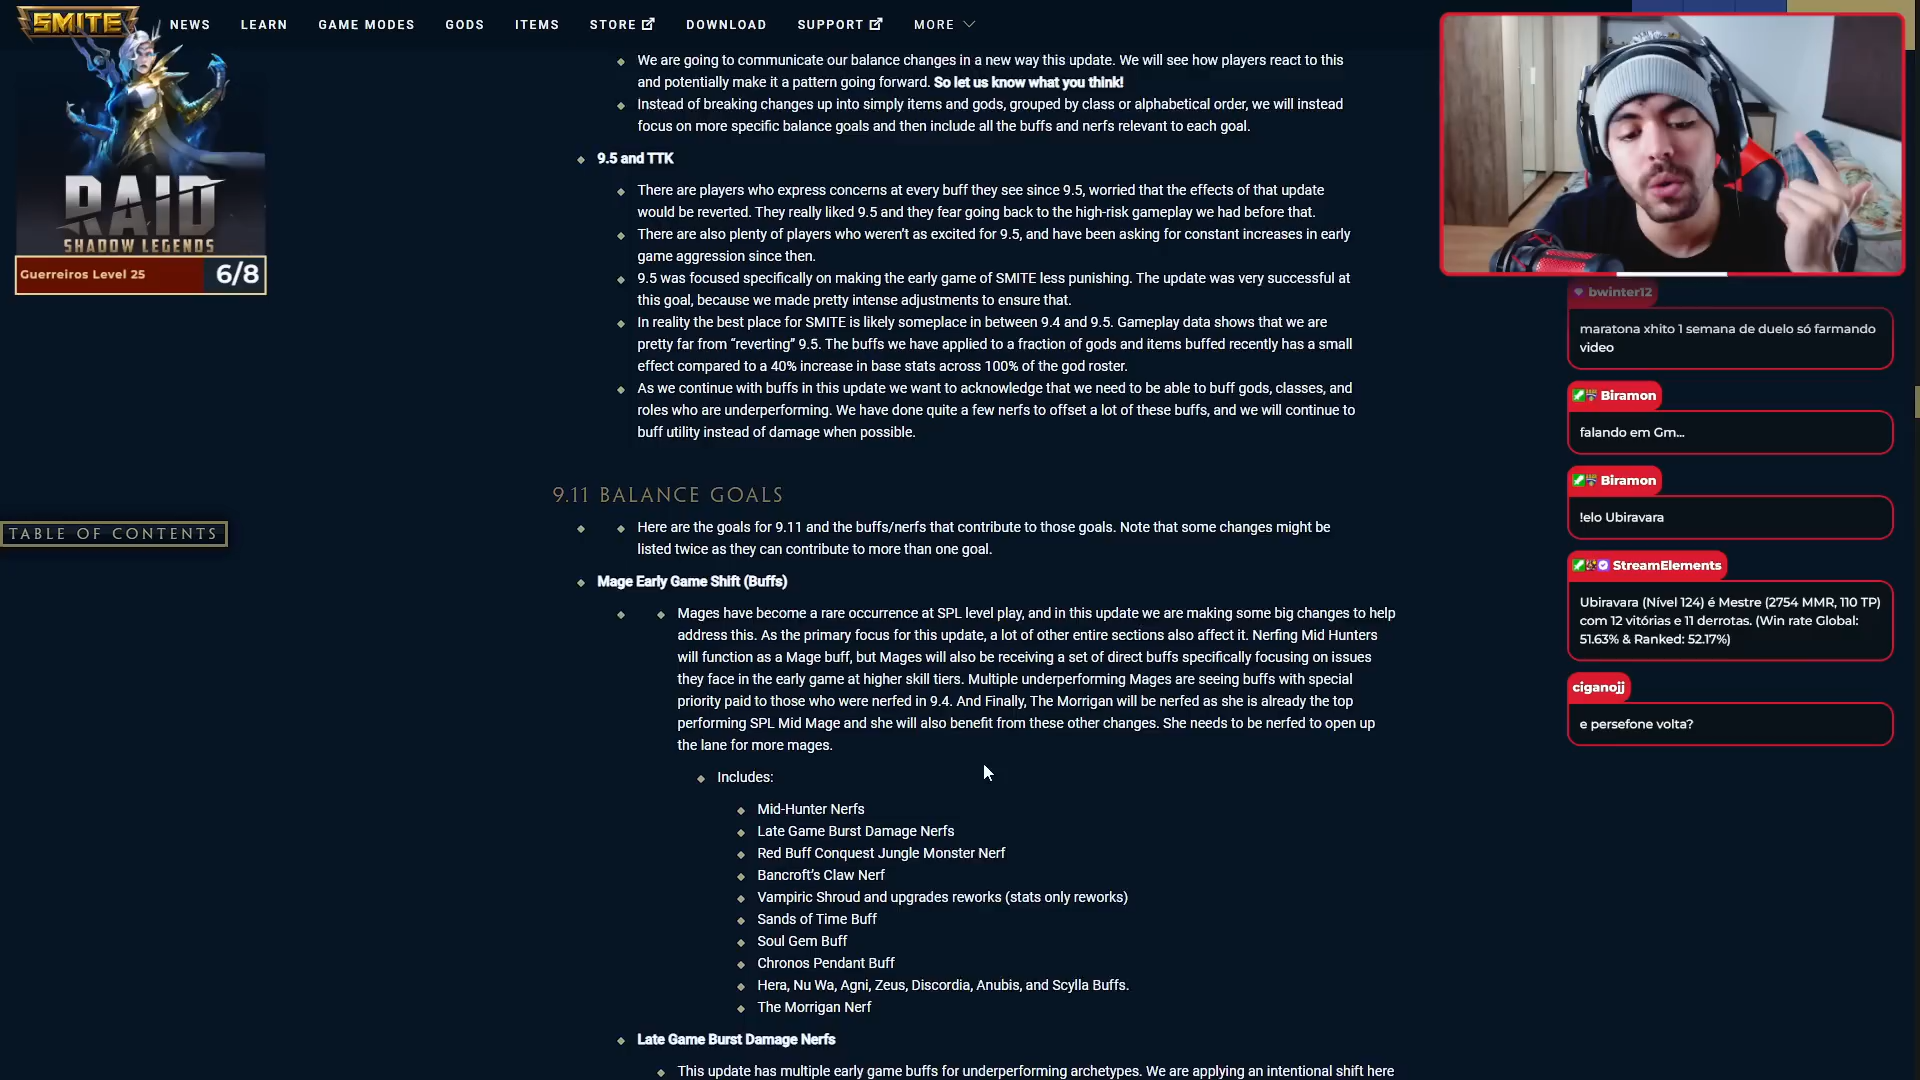 SMITE
NEWS
LEARN
GAME MODES
GODS
ITEMS
STORE
DOWNLOAD
SUPPORT
MORE
RAID
SHADOW LEGENDS
Guerreiros Level 25
6/8
TABLE OF CONTENTS
We are going to communicate our balance changes in a new way this update. We will see how players react to this
and potentially make it a pattern going forward. So let us know what you think!
Instead of breaking changes up into simply items and gods, grouped by class or alphabetical order, we will instead
focus on more specific balance goals and then include all the buffs and nerfs relevant to each goal.
9.5 and TTK
There are players who express concerns at every buff they see since 9.5, worried that the effects of that update
would be reverted. They really liked 9.5 and they fear going back to the high-risk gameplay we had before that.
There are also plenty of players who weren't as excited for 9.5, and have been asking for constant increases in early
game aggression since then.
9.5 was focused specifically on making the early game of SMITE less punishing. The update was very successful at
this goal, because we made pretty intense adjustments to ensure that.
In reality the best place for SMITE is likely someplace in between 9.4 and 9.5. Gameplay data shows that we are
pretty far from “reverting” 9.5. The buffs we have applied to a fraction of gods and items buffed recently has a small
effect compared to a 40% increase in base stats across 100% of the god roster.
As we continue with buffs in this update we want to acknowledge that we need to be able to buff gods, classes, and
roles who are underperforming. We have done quite a few nerfs to offset a lot of these buffs, and we will continue to
buff utility instead of damage when possible.
9.11 BALANCE GOALS
Here are the goals for 9.11 and the buffs/nerfs that contribute to those goals. Note that some changes might be
listed twice as they can contribute to more than one goal.
Mage Early Game Shift (Buffs)
Mages have become a rare occurrence at SPL level play, and in this update we are making some big changes to help
address this. As the primary focus for this update, a lot of other entire sections also affect it. Nerfing Mid Hunters
will function as a Mage buff, but Mages will also be receiving a set of direct buffs specifically focusing on issues
they face in the early game at higher skill tiers. Multiple underperforming Mages are seeing buffs with special
priority paid to those who were nerfed in 9.4. And Finally, The Morrigan will be nerfed as she is already the top
performing SPL Mid Mage and she will also benefit from these other changes. She needs to be nerfed to open up
the lane for more mages.
Includes:
Mid-Hunter Nerfs
Late Game Burst Damage Nerfs
Red Buff Conquest Jungle Monster Nerf
Bancroft's Claw Nerf
Vampiric Shroud and upgrades reworks (stats only reworks)
Sands of Time Buff
Soul Gem Buff
Chronos Pendant Buff
Hera, Nu Wa, Agni, Zeus, Discordia, Anubis, and Scylla Buffs.
The Morrigan Nerf
Late Game Burst Damage Nerfs
This update has multiple early game buffs for underperforming archetypes. We are applying an intentional shift here
bwinter12
maratona xhito 1 semana de duelo só farmando
video
Biramon
falando em Gm...
Biramon
!elo Ubiravara
StreamElements
Ubiravara (Nível 124) é Mestre (2754 MMR, 110 TP)
com 12 vitórias e 11 derrotas. (Win rate Global:
51.63% & Ranked: 52.17%)
ciganojj
e persefone volta?